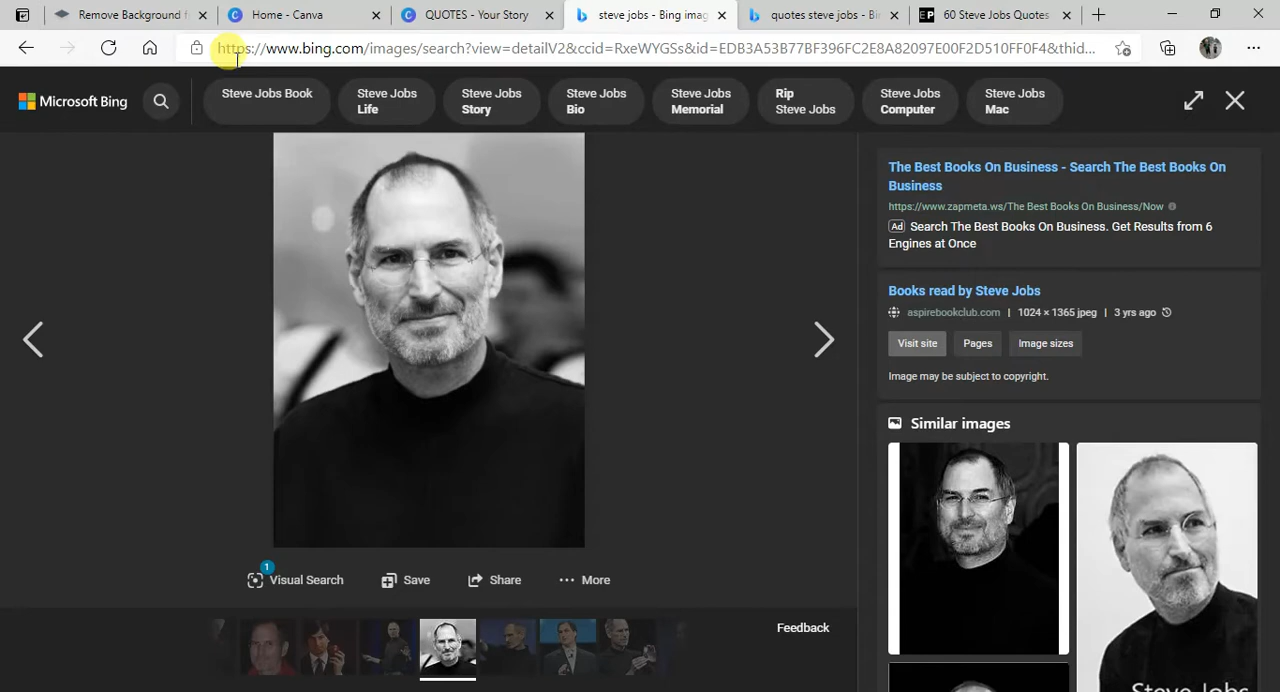 Remove Background f
Home - Canva
QUOTES - Your Story
steve jobs - Bing imag
quotes steve jobs - Bin
EP
60 Steve Jobs Quotes
https://www.bing.com/images/search?view=detailV2&ccid=RxeWYGSs&id=EDB3A53B77BF396FC2E8A82097E00F2D510FF0F4&thid...
Microsoft Bing
Steve Jobs Book
Steve Jobs
Life
Steve Jobs
Story
Steve Jobs
Bio
Steve Jobs
Memorial
Rip
Steve Jobs
Steve Jobs
Computer
Steve Jobs
Mac
The Best Books On Business - Search The Best Books On
Business
https://www.zapmeta.ws/The Best Books On Business/Now
Ad Search The Best Books On Business. Get Results from 6
Engines at Once
Books read by Steve Jobs
aspirebookclub.com | 1024 × 1365 jpeg | 3 yrs ago
Visit site
Pages
Image sizes
Image may be subject to copyright.
Similar images
Steve Jobs
1
Visual Search
Save
Share
More
Feedback